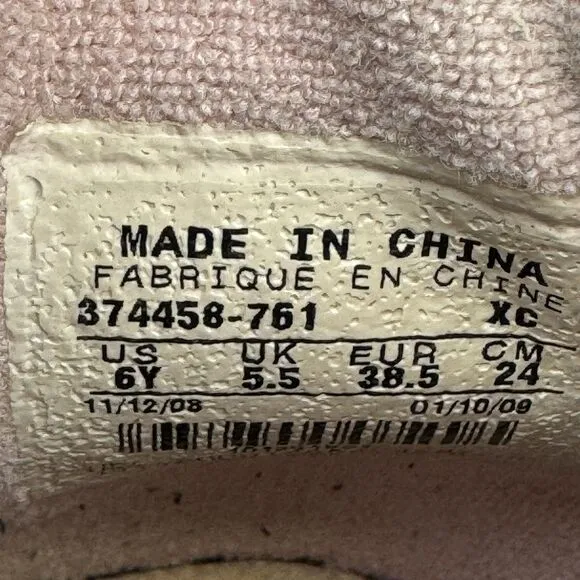 MADE IN CHINA
FABRIQUE EN CHINE
374458-761 XC
US UK EUR CM
6Y 5.5 38.5 24
11/12/08 01/10/09